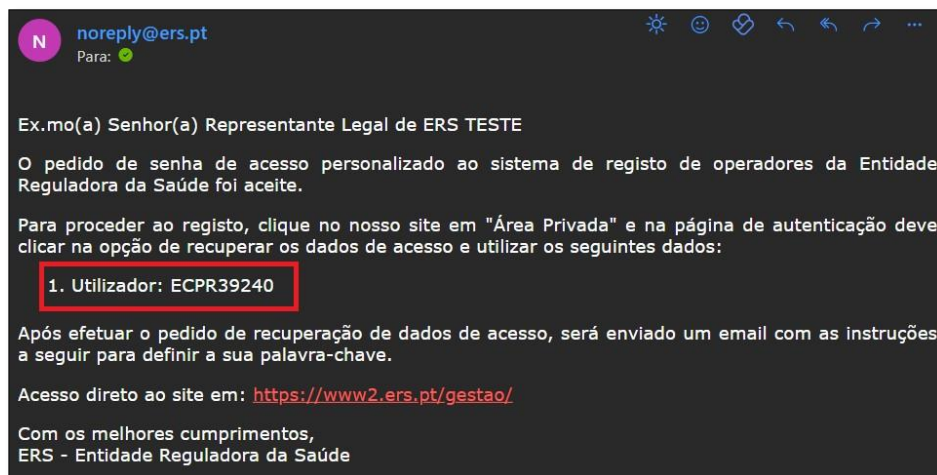 N
noreply@ers.pt
Para:
Ex.mo(a) Senhor(a) Representante Legal de ERS TESTE
O pedido de senha de acesso personalizado ao sistema de registo de operadores da Entidade
Reguladora da Saúde foi aceite.
Para proceder ao registo, clique no nosso site em "Área Privada" e na página de autenticação deve
clicar na opção de recuperar os dados de acesso e utilizar os seguintes dados:
1. Utilizador: ECPR39240
Após efetuar o pedido de recuperação de dados de acesso, será enviado um email com as instruções
a seguir para definir a sua palavra-chave.
Acesso direto ao site em: https://www2.ers.pt/gestao/
Com os melhores cumprimentos,
ERS - Entidade Reguladora da Saúde